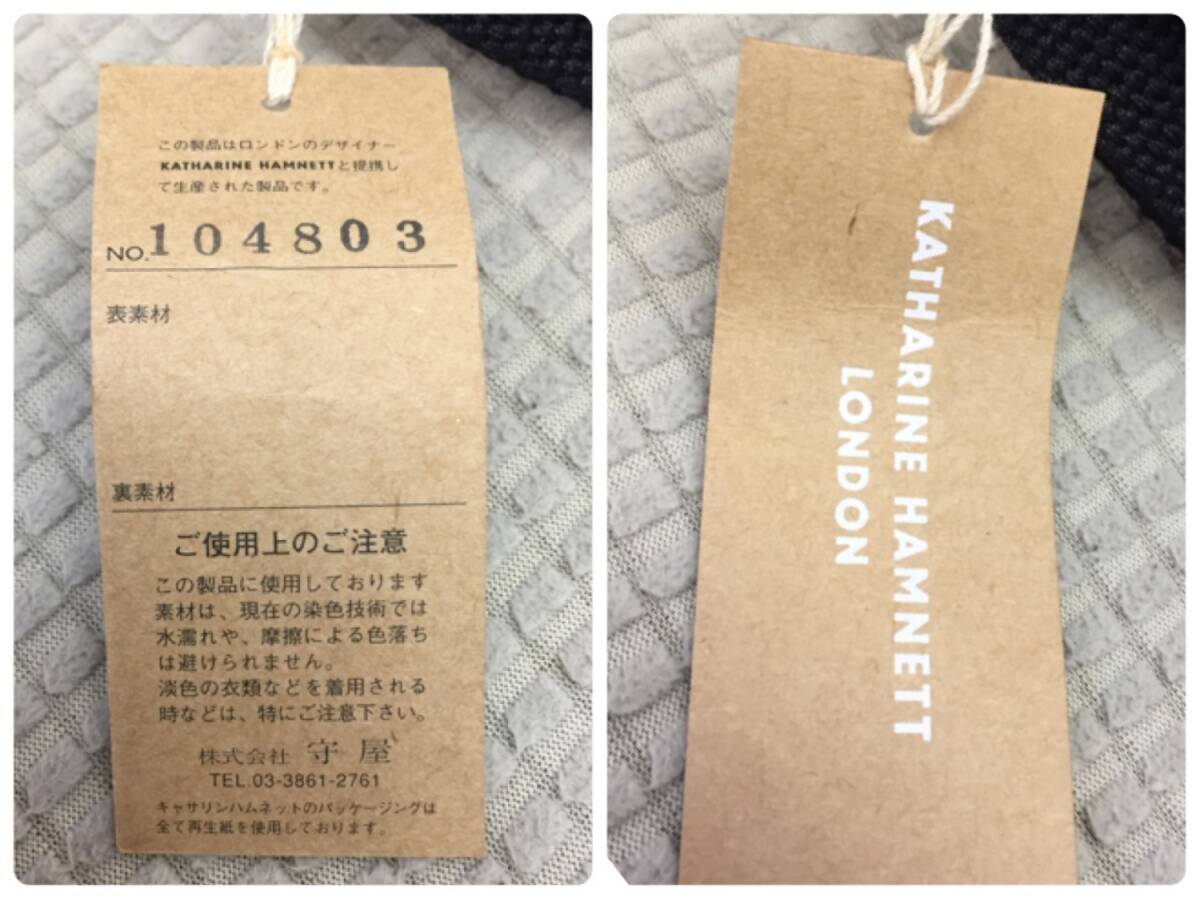 この製品はロンドンのデザイナー
KATHARINE HAMNETTと提携し
て生産された製品です。
NO.104803
表素材
裏素材
ご使用上のご注意
この製品に使用しております
素材は、現在の染色技術では
水濡れや、摩擦による色落ち
は避けられません。
淡色の衣類などを着用される
時などは、特にご注意下さい。
株式会社 守屋
TEL.03-3861-2761
キャサリンハムネットのパッケージングは
全て再生紙を使用しております。
KATHARINE HAMNETT
LONDON